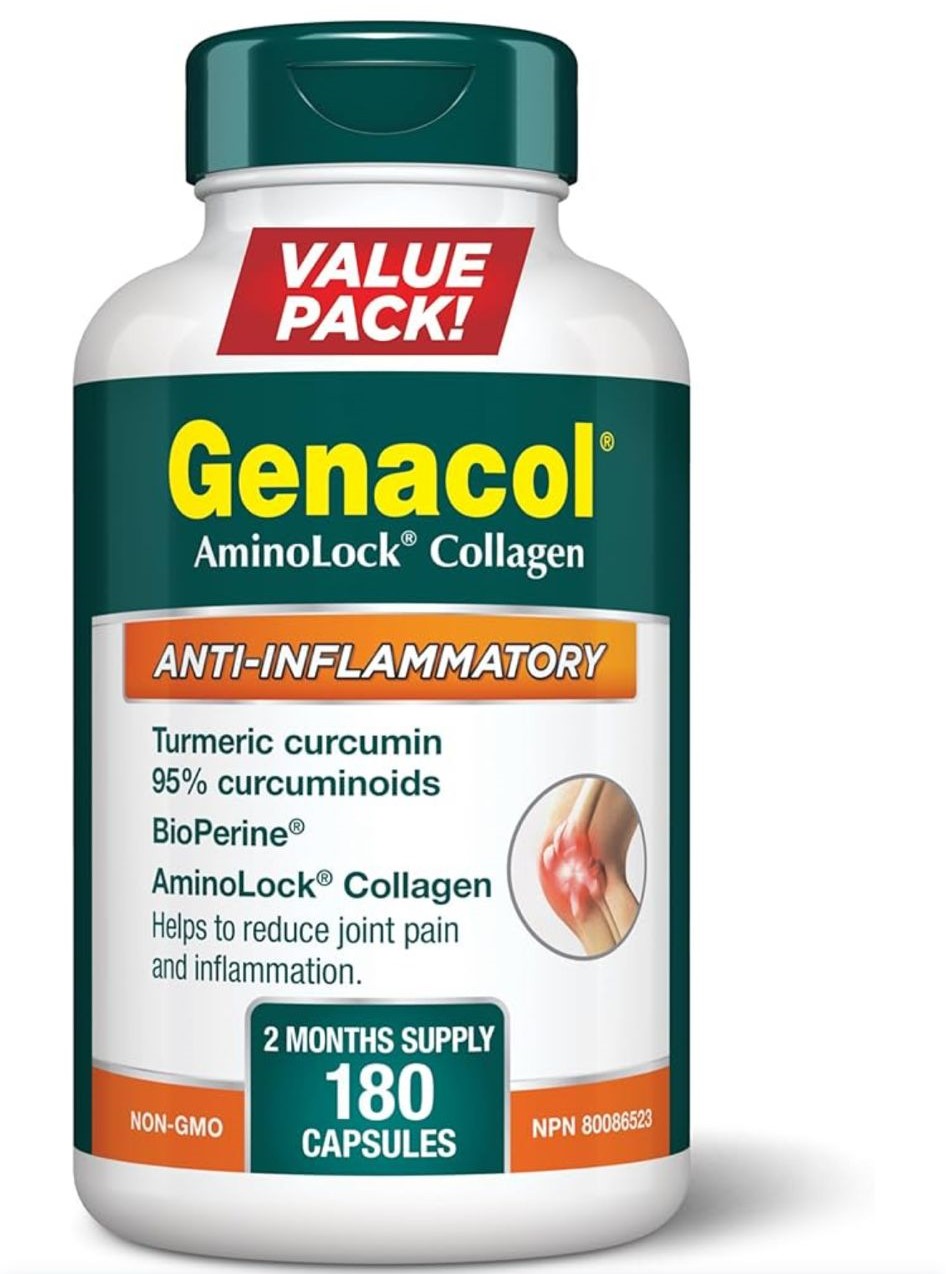 VALUE
PACK!
Genacol®
AminoLock® Collagen
ANTI-INFLAMMATORY
Turmeric curcumin
95% curcuminoids
BioPerine®
AminoLock® Collagen
Helps to reduce joint pain
and inflammation.
2 MONTHS SUPPLY
180
CAPSULES
NON-GMO
NPN 80086523